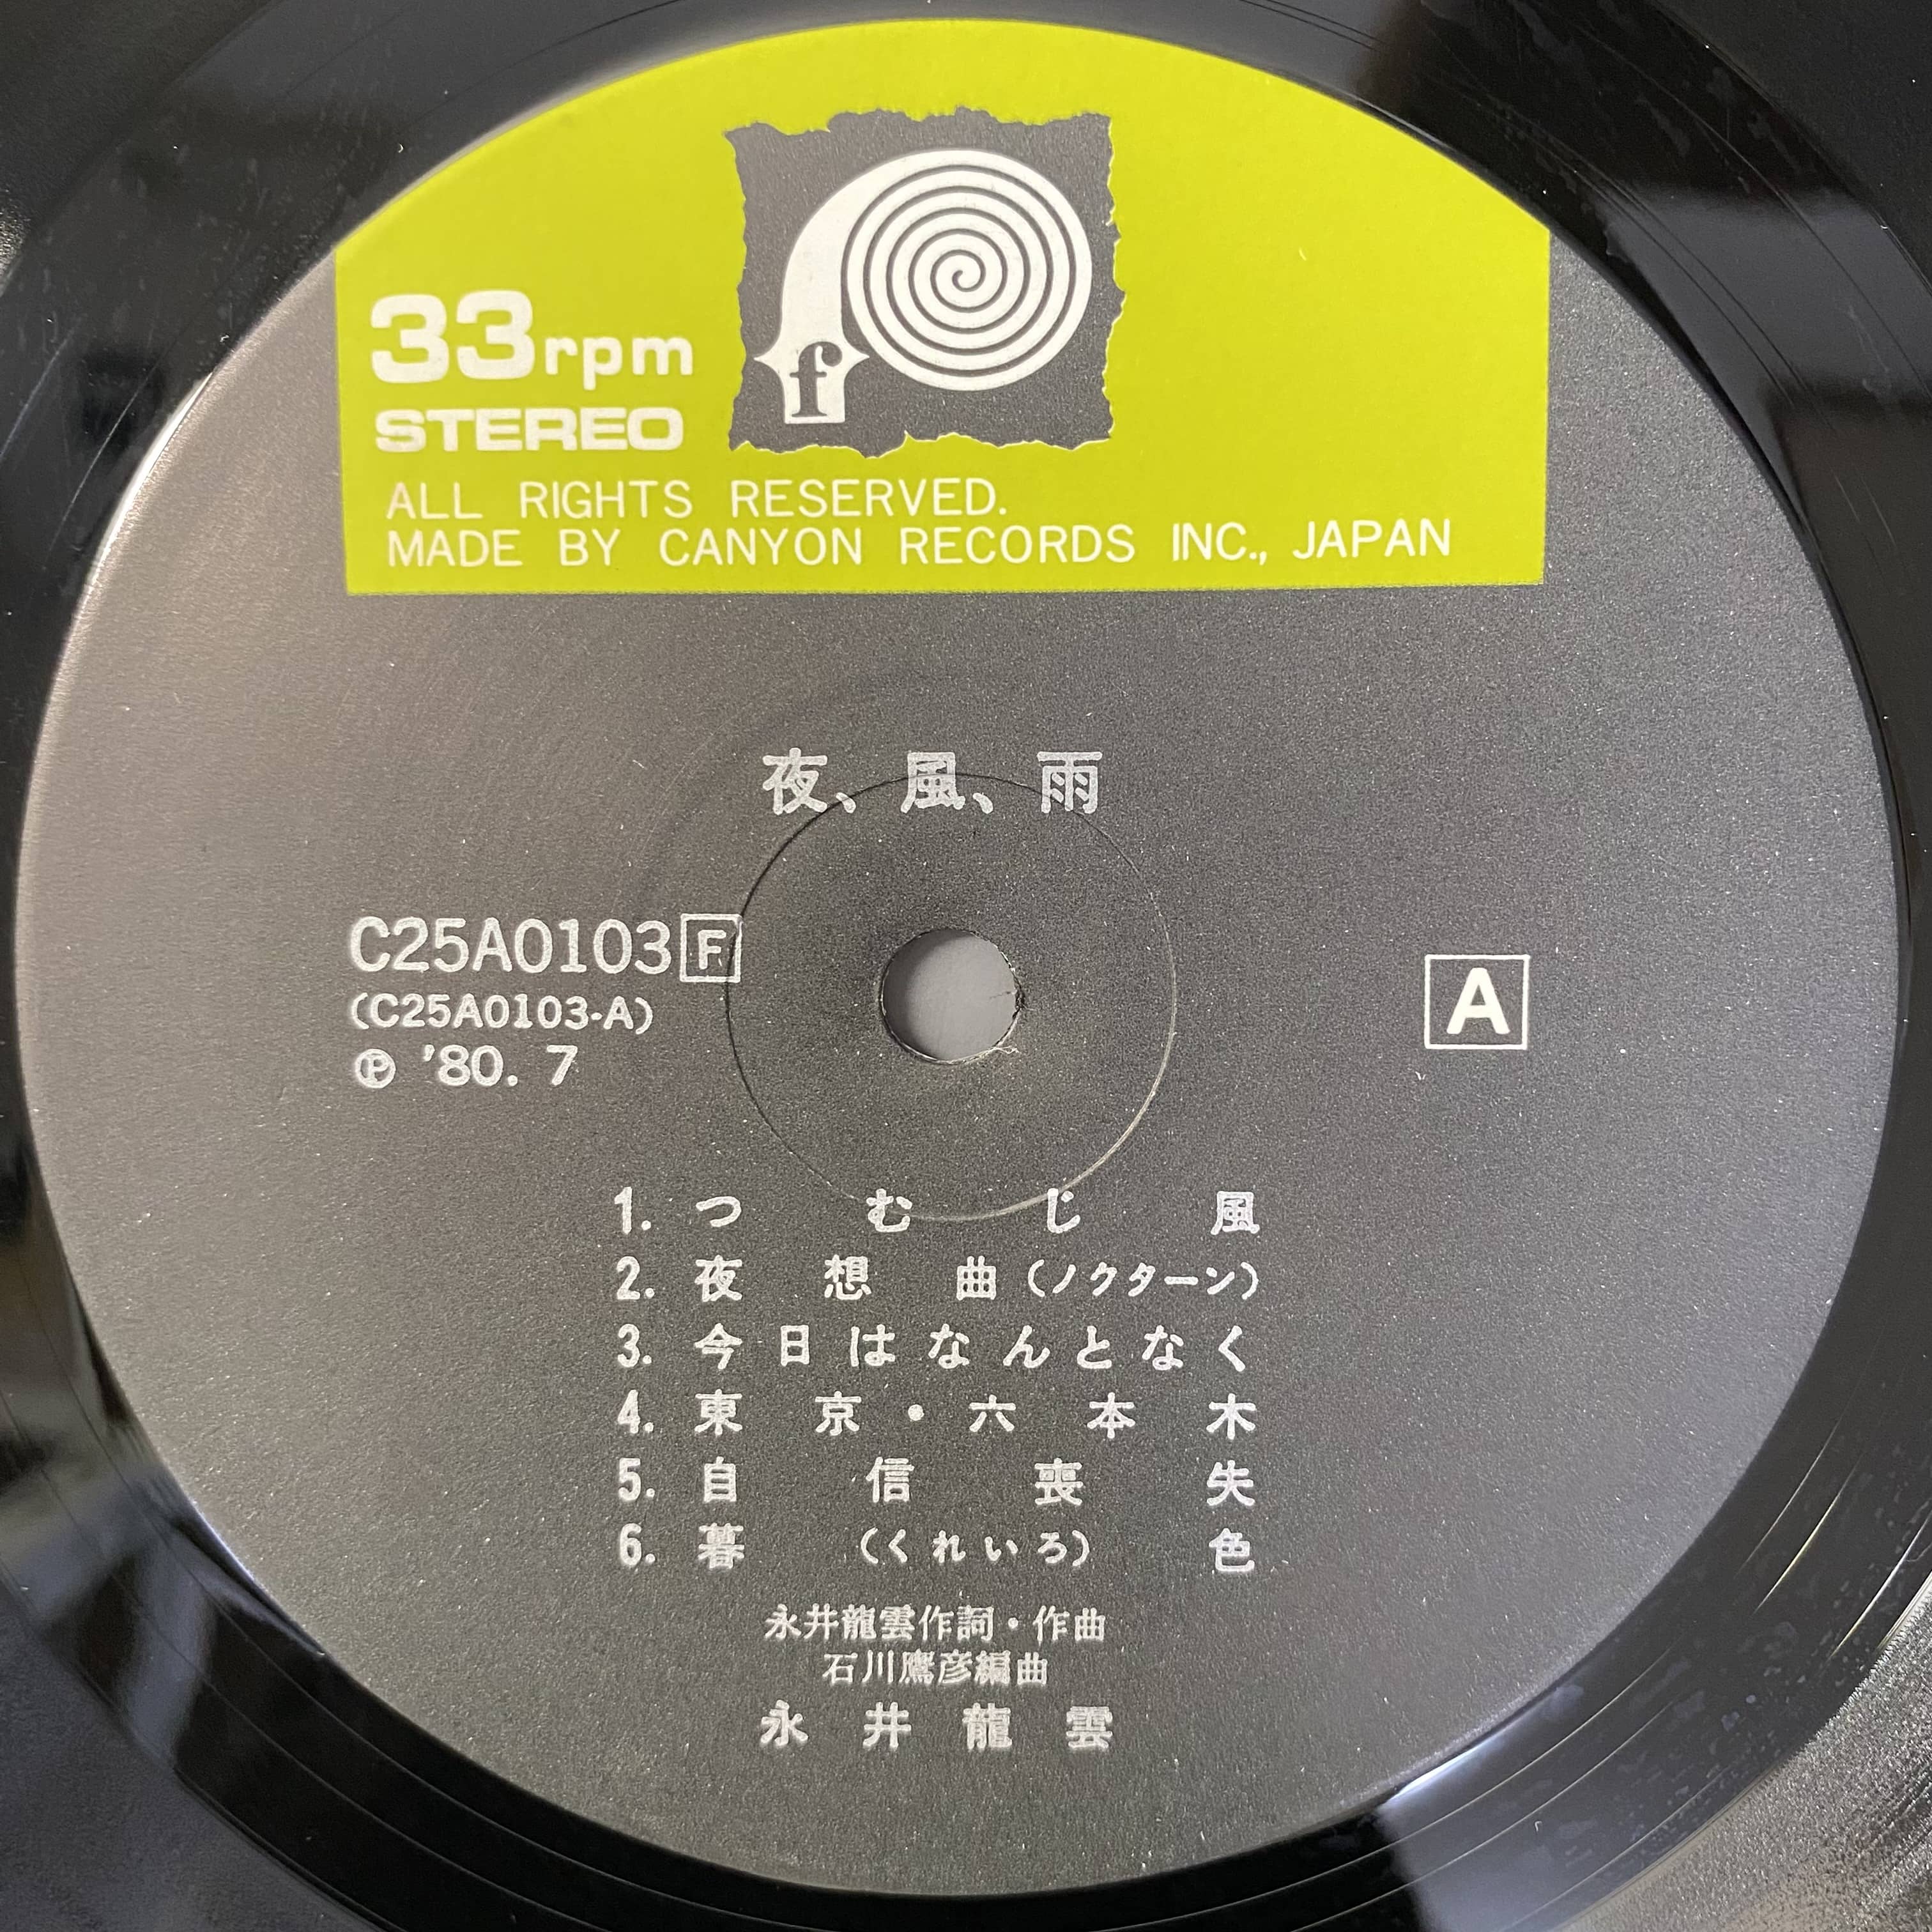 f
33rpm
STEREO
ALL RIGHTS RESERVED.
MADE BY CANYON RECORDS INC., JAPAN
夜、風、雨
C25A0103 F
(C25A0103-A)
Ⓟ '80. 7
A
1. つむじ風
2. 夜想曲(ノクターン)
3. 今日はなんとなく
4. 東京・六本木
5. 自信喪失
6. 暮(くれいろ)色
永井龍雲作詞・作曲
石川鷹彦編曲
永井龍雲